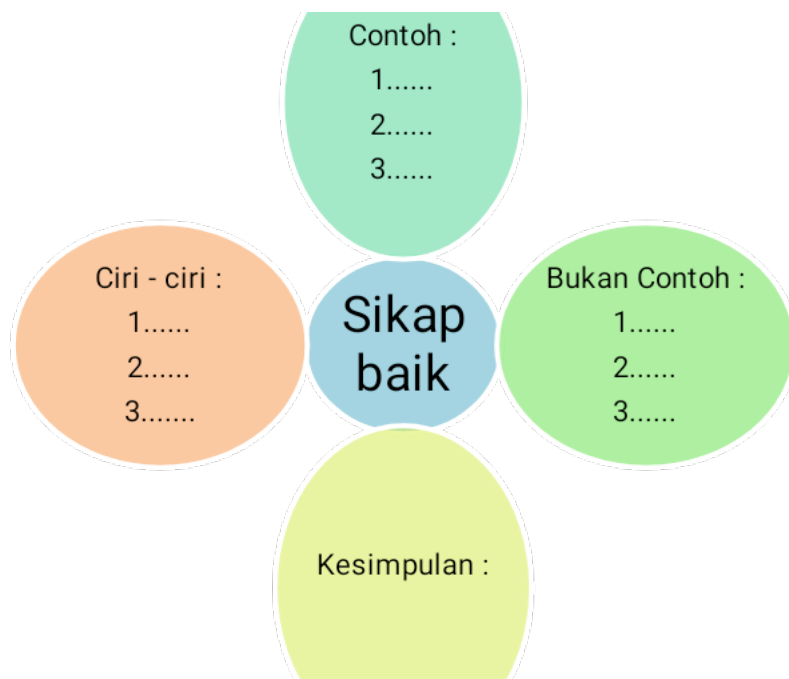 Contoh :
1......
2......
3......
Ciri - ciri :
1......
2......
3.......
Sikap
baik
Bukan Contoh :
1......
2......
3......
Kesimpulan :